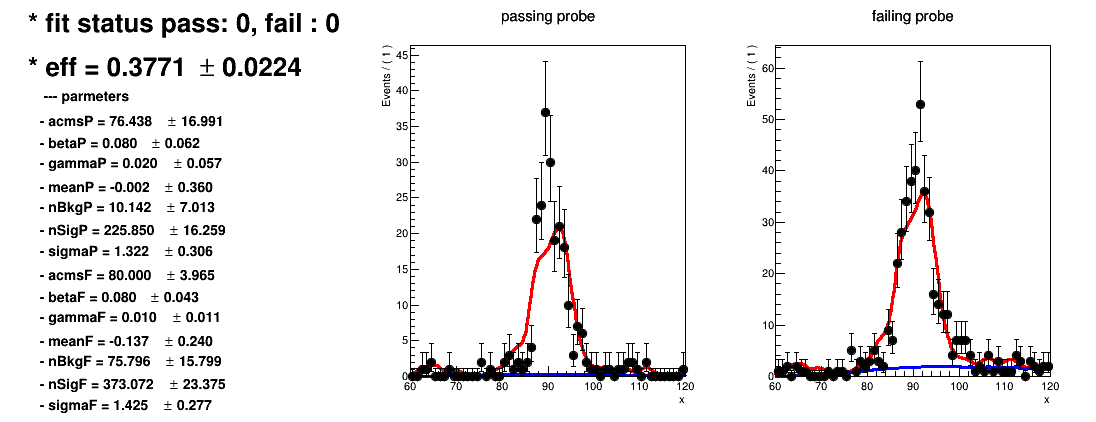 * fit status pass: 0, fail : 0
* eff = 0.3771 ± 0.0224
--- parmeters
- acmsP = 76.438 ± 16.991
- betaP = 0.080 ± 0.062
- gammaP = 0.020 ± 0.057
- meanP = -0.002 ± 0.360
- nBkgP = 10.142 ± 7.013
- nSigP = 225.850 ± 16.259
- sigmaP = 1.322 ± 0.306
- acmsF = 80.000 ± 3.965
- betaF = 0.080 ± 0.043
- gammaF = 0.010 ± 0.011
- meanF = -0.137 ± 0.240
- nBkgF = 75.796 ± 15.799
- nSigF = 373.072 ± 23.375
- sigmaF = 1.425 ± 0.277
passing probe
Events / ( 1 )
45
40
35
30
25
20
15
10
5
0
60 70 80 90 100 110 120
x
failing probe
Events / ( 1 )
60
50
40
30
20
10
0
60 70 80 90 100 110 120
x